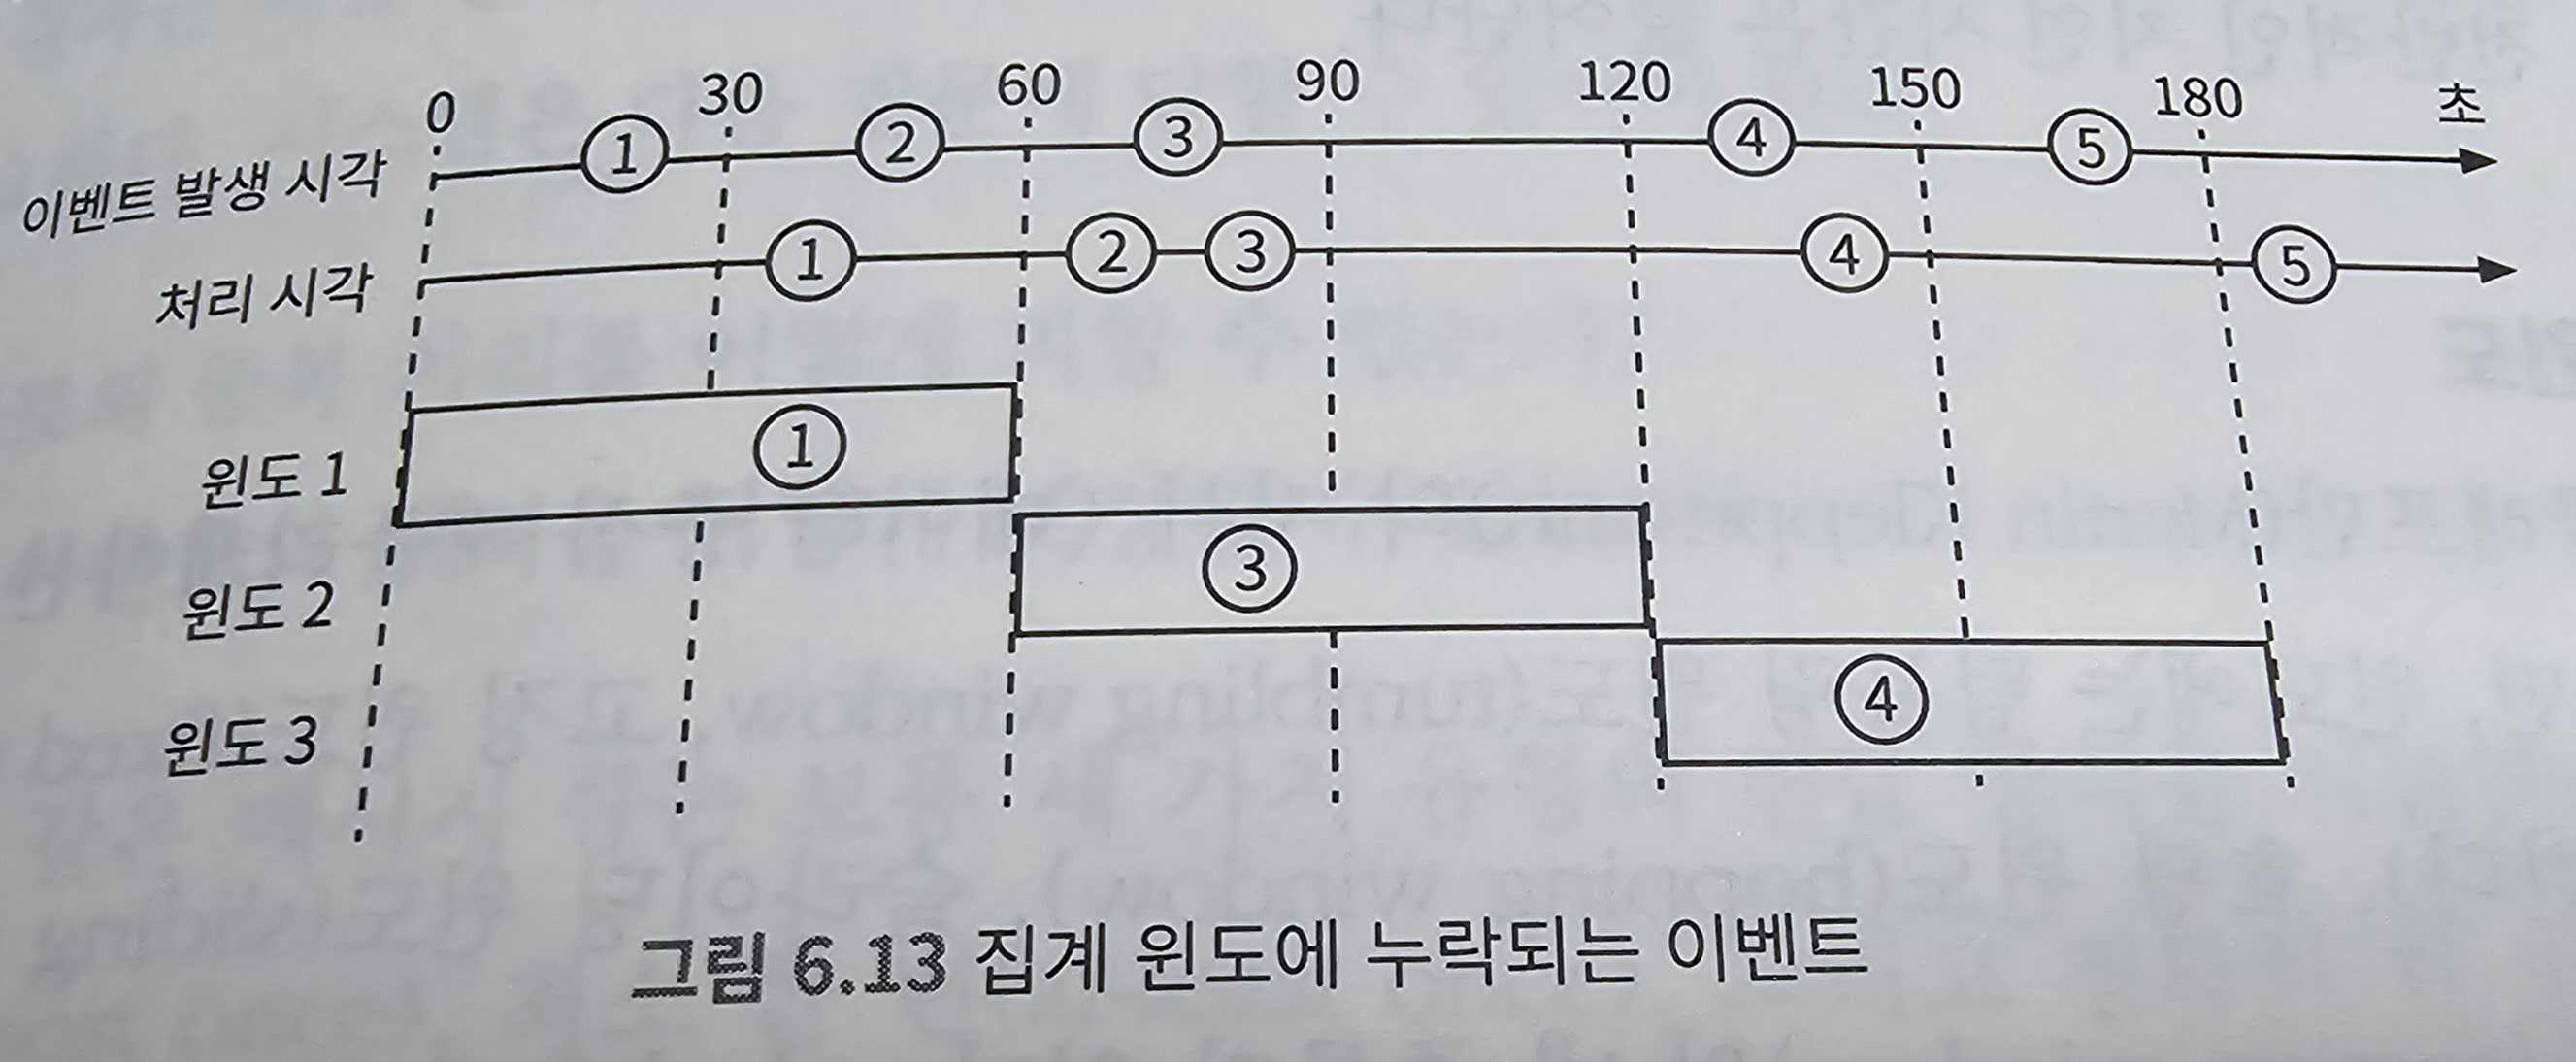 0 30 60 90 120 150 180 초
이벤트 발생 시각 ① ② ③ ④ ⑤
처리 시각 ① ② ③ ④ ⑤
윈도 1 ①
윈도 2 ③
윈도 3 ④
그림 6.13 집계 윈도에 누락되는 이벤트